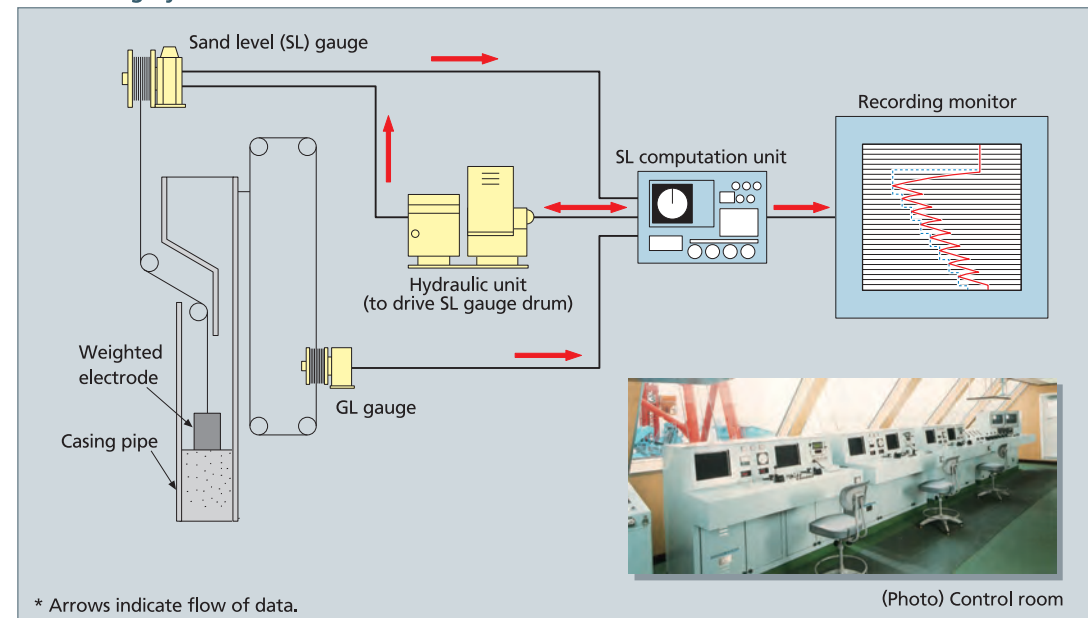 Sand level (SL) gauge
Recording monitor
SL computation unit
Hydraulic unit
(to drive SL gauge drum)
Weighted
electrode
GL gauge
Casing pipe
* Arrows indicate flow of data.
(Photo) Control room